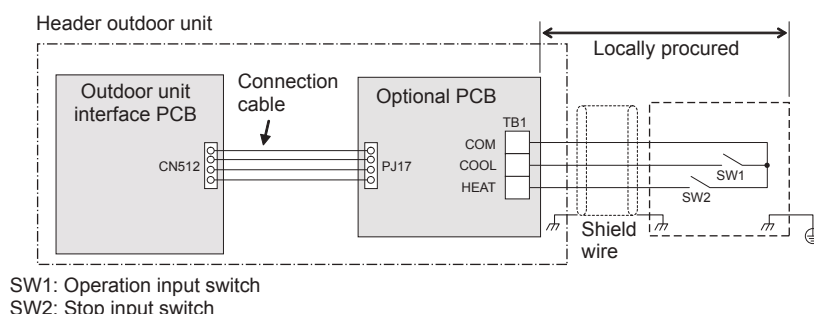 Header outdoor unit
Locally procured
Outdoor unit
interface PCB
Connection
cable
Optional PCB
TB1
COM
CN512
PJ17
COOL
SW1
HEAT
SW2
Shield
wire
SW1: Operation input switch
SW2: Stop input switch